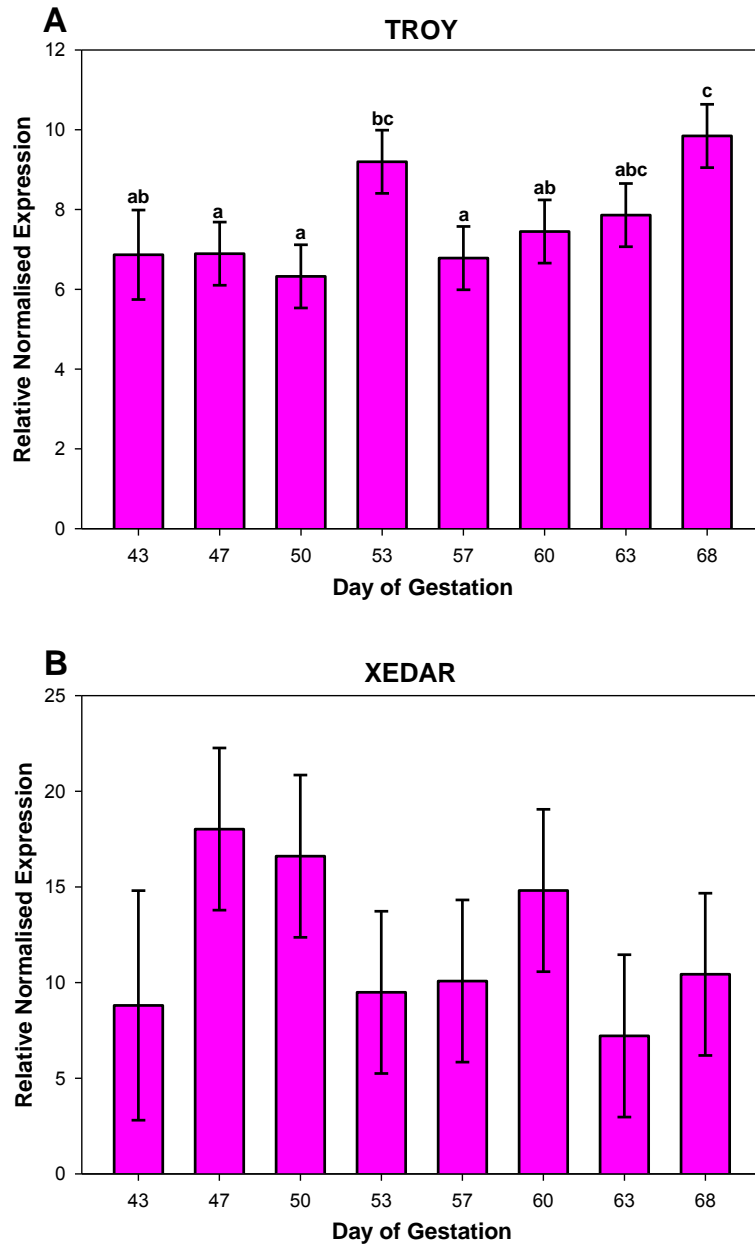 A
TROY
12
10
8
6
4
2
0
Relative Normalised Expression
ab
a
a
bc
a
ab
abc
c
43 47 50 53 57 60 63 68
Day of Gestation
B
XEDAR
25
20
15
10
5
0
Relative Normalised Expression
43 47 50 53 57 60 63 68
Day of Gestation